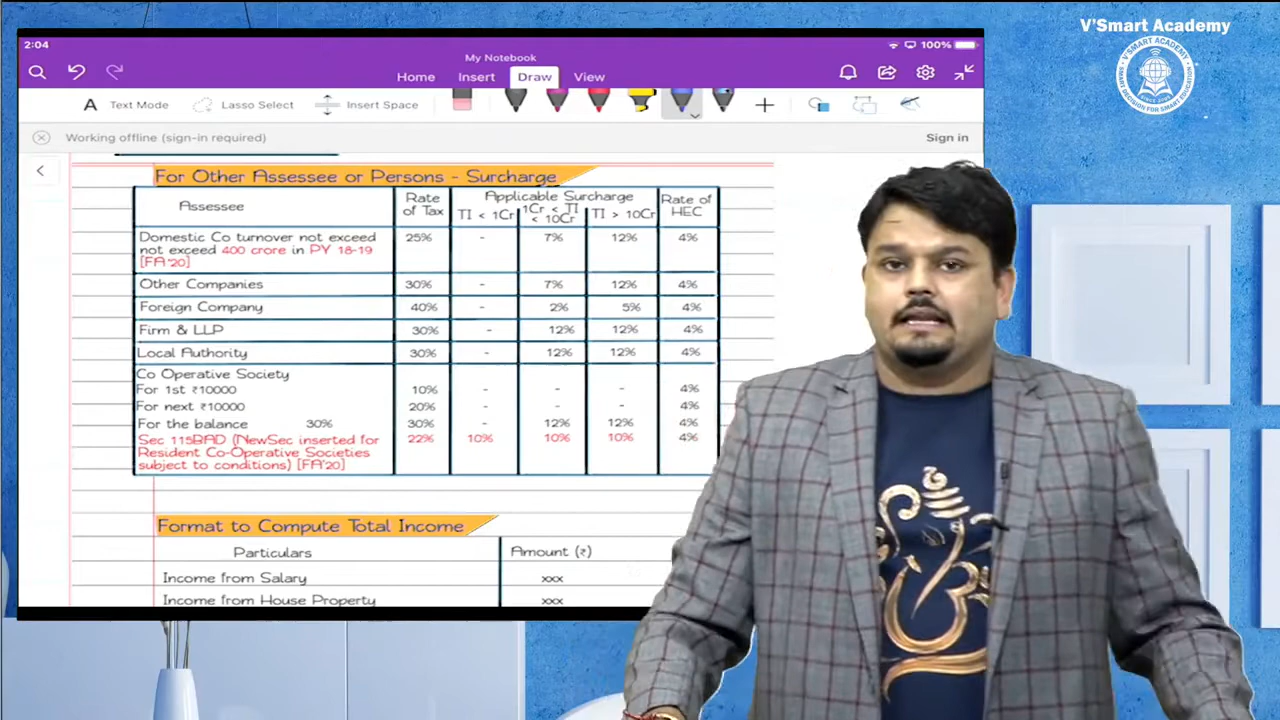 V'Smart Academy
V'SMART ACADEMY
SMART DECISION FOR SMART EDUCATION
2:04
100%
My Notebook
Home Insert Draw View
A Text Mode Lasso Select Insert Space
Working offline (sign-in required) Sign in
For Other Assessee or Persons - Surcharge
Assessee Rate of Tax Applicable Surcharge Rate of HEC
TI < 1Cr 1Cr < TI < 10Cr TI > 10Cr
Domestic Co turnover not exceed 25% - 7% 12% 4%
not exceed 400 crore in PY 18-19
[FA'20]
Other Companies 30% - 7% 12% 4%
Foreign Company 40% - 2% 5% 4%
Firm & LLP 30% - 12% 12% 4%
Local Authority 30% - 12% 12% 4%
Co Operative Society
For 1st ₹10000 10% - - - 4%
For next ₹10000 20% - - - 4%
For the balance 30% 30% - 12% 12% 4%
Sec 115BAD (NewSec inserted for 22% 10% 10% 10% 4%
Resident Co-Operative Societies
subject to conditions) [FA'20]
Format to Compute Total Income
Particulars Amount (₹)
Income from Salary xxx
Income from House Property xxx